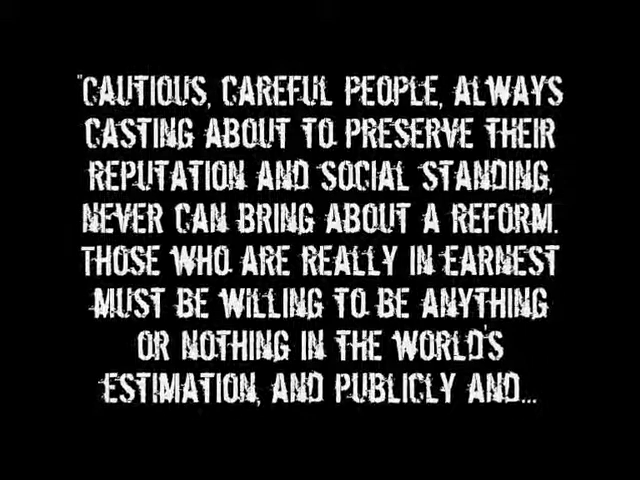 "CAUTIOUS, CAREFUL PEOPLE, ALWAYS
CASTING ABOUT TO PRESERVE THEIR
REPUTATION AND SOCIAL STANDING,
NEVER CAN BRING ABOUT A REFORM.
THOSE WHO ARE REALLY IN EARNEST
MUST BE WILLING TO BE ANYTHING
OR NOTHING IN THE WORLD'S
ESTIMATION, AND PUBLICLY AND...